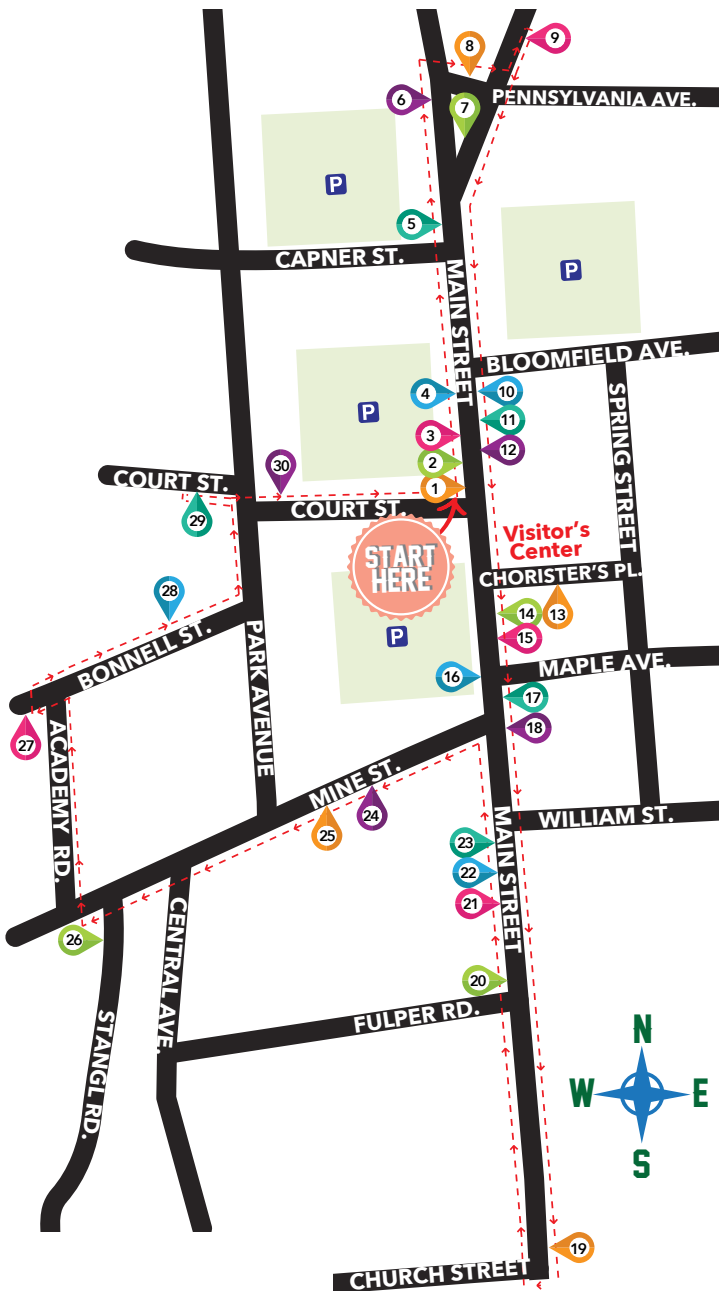 8
9
6
7
PENNSYLVANIA AVE.
P
5
CAPNER ST.
P
MAIN STREET
BLOOMFIELD AVE.
4
10
P
3
11
2
12
SPRING STREET
30
1
COURT ST.
COURT ST.
29
START
HERE
Visitor's
Center
CHORISTER'S PL.
28
14
13
15
BONNELL ST.
P
PARK AVENUE
MAPLE AVE.
16
17
18
27
ACADEMY RD.
MINE ST.
24
25
MAIN STREET
WILLIAM ST.
23
22
21
26
CENTRAL AVE.
20
FULPER RD.
STANGL RD.
N
W
E
S
19
CHURCH STREET